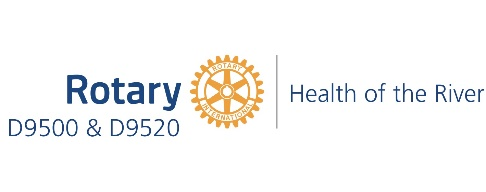 Rotary
D9500 & D9520
ROTARY
INTERNATIONAL
Health of the River